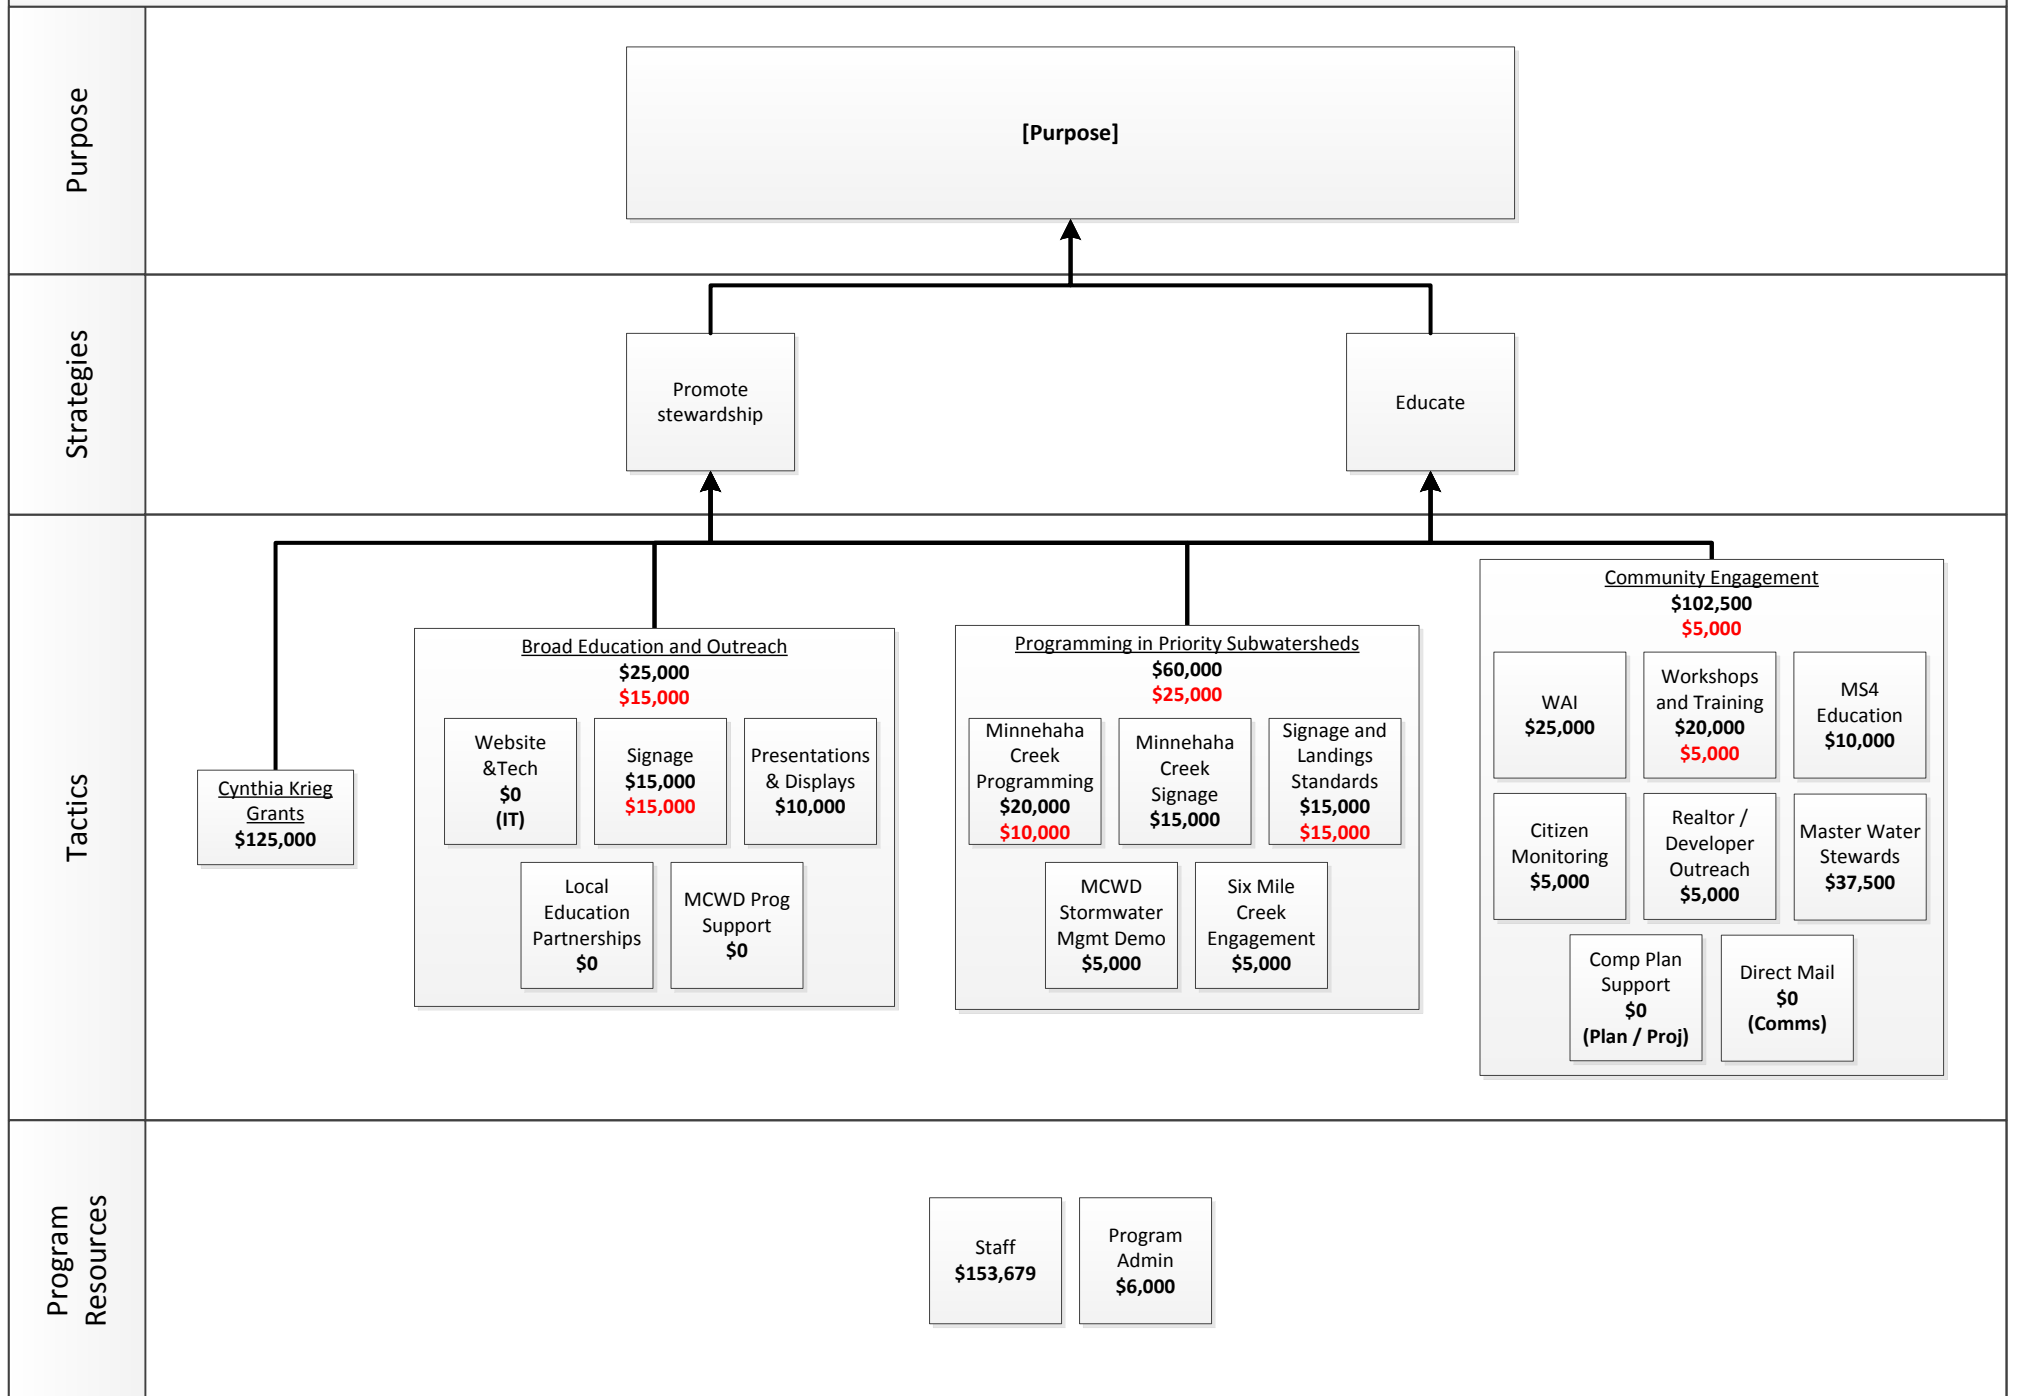 Purpose
[Purpose]
Strategies
Promote
stewardship
Educate
Tactics
Cynthia Krieg
Grants
$125,000
Broad Education and Outreach
$25,000
$15,000
Website
&Tech
$0
(IT)
Signage
$15,000
$15,000
Presentations
& Displays
$10,000
Local
Education
Partnerships
$0
MCWD Prog
Support
$0
Programming in Priority Subwatersheds
$60,000
$25,000
Minnehaha
Creek
Programming
$20,000
$10,000
Minnehaha
Creek
Signage
$15,000
Signage and
Landings
Standards
$15,000
$15,000
MCWD
Stormwater
Mgmt Demo
$5,000
Six Mile
Creek
Engagement
$5,000
Community Engagement
$102,500
$5,000
WAI
$25,000
Workshops
and Training
$20,000
$5,000
MS4
Education
$10,000
Citizen
Monitoring
$5,000
Realtor /
Developer
Outreach
$5,000
Master Water
Stewards
$37,500
Comp Plan
Support
$0
(Plan / Proj)
Direct Mail
$0
(Comms)
Program
Resources
Staff
$153,679
Program
Admin
$6,000